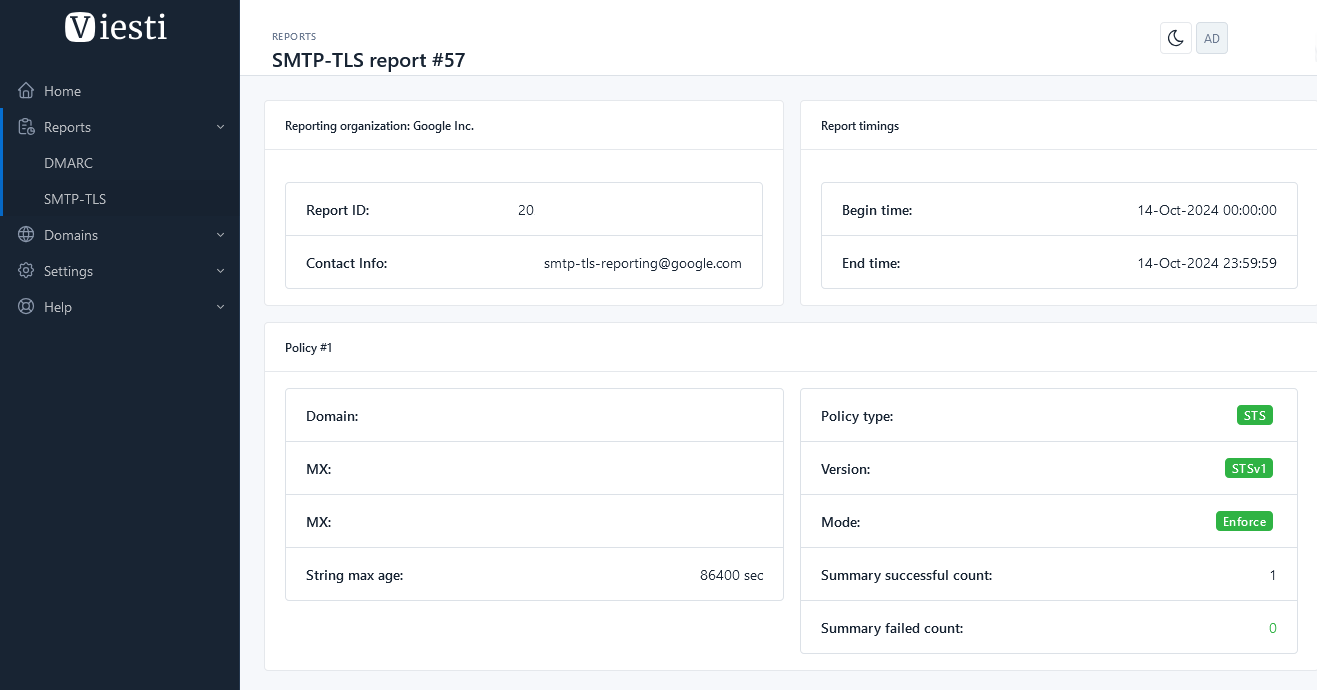 Viesti
Home
Reports
DMARC
SMTP-TLS
Domains
Settings
Help
REPORTS
SMTP-TLS report #57
AD
Reporting organization: Google Inc.
Report ID: 20
Contact Info: smtp-tls-reporting@google.com
Report timings
Begin time: 14-Oct-2024 00:00:00
End time: 14-Oct-2024 23:59:59
Policy #1
Domain:
MX:
MX:
String max age: 86400 sec
Policy type: STS
Version: STSv1
Mode: Enforce
Summary successful count: 1
Summary failed count: 0